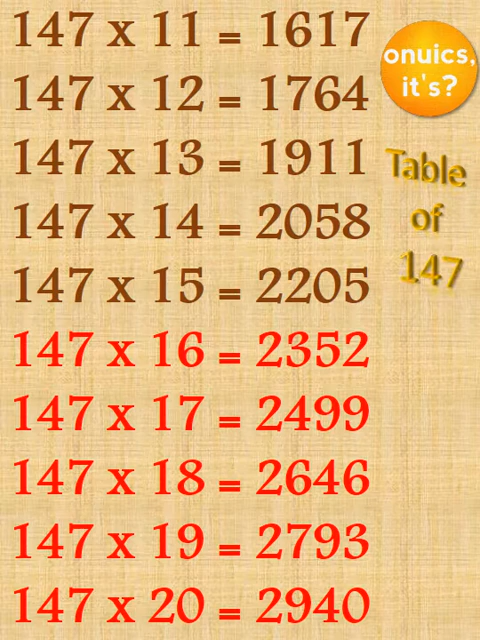 147 x 11 = 1617
147 x 12 = 1764
147 x 13 = 1911
147 x 14 = 2058
147 x 15 = 2205
147 x 16 = 2352
147 x 17 = 2499
147 x 18 = 2646
147 x 19 = 2793
147 x 20 = 2940
onuics,
it's?
Table
of
147